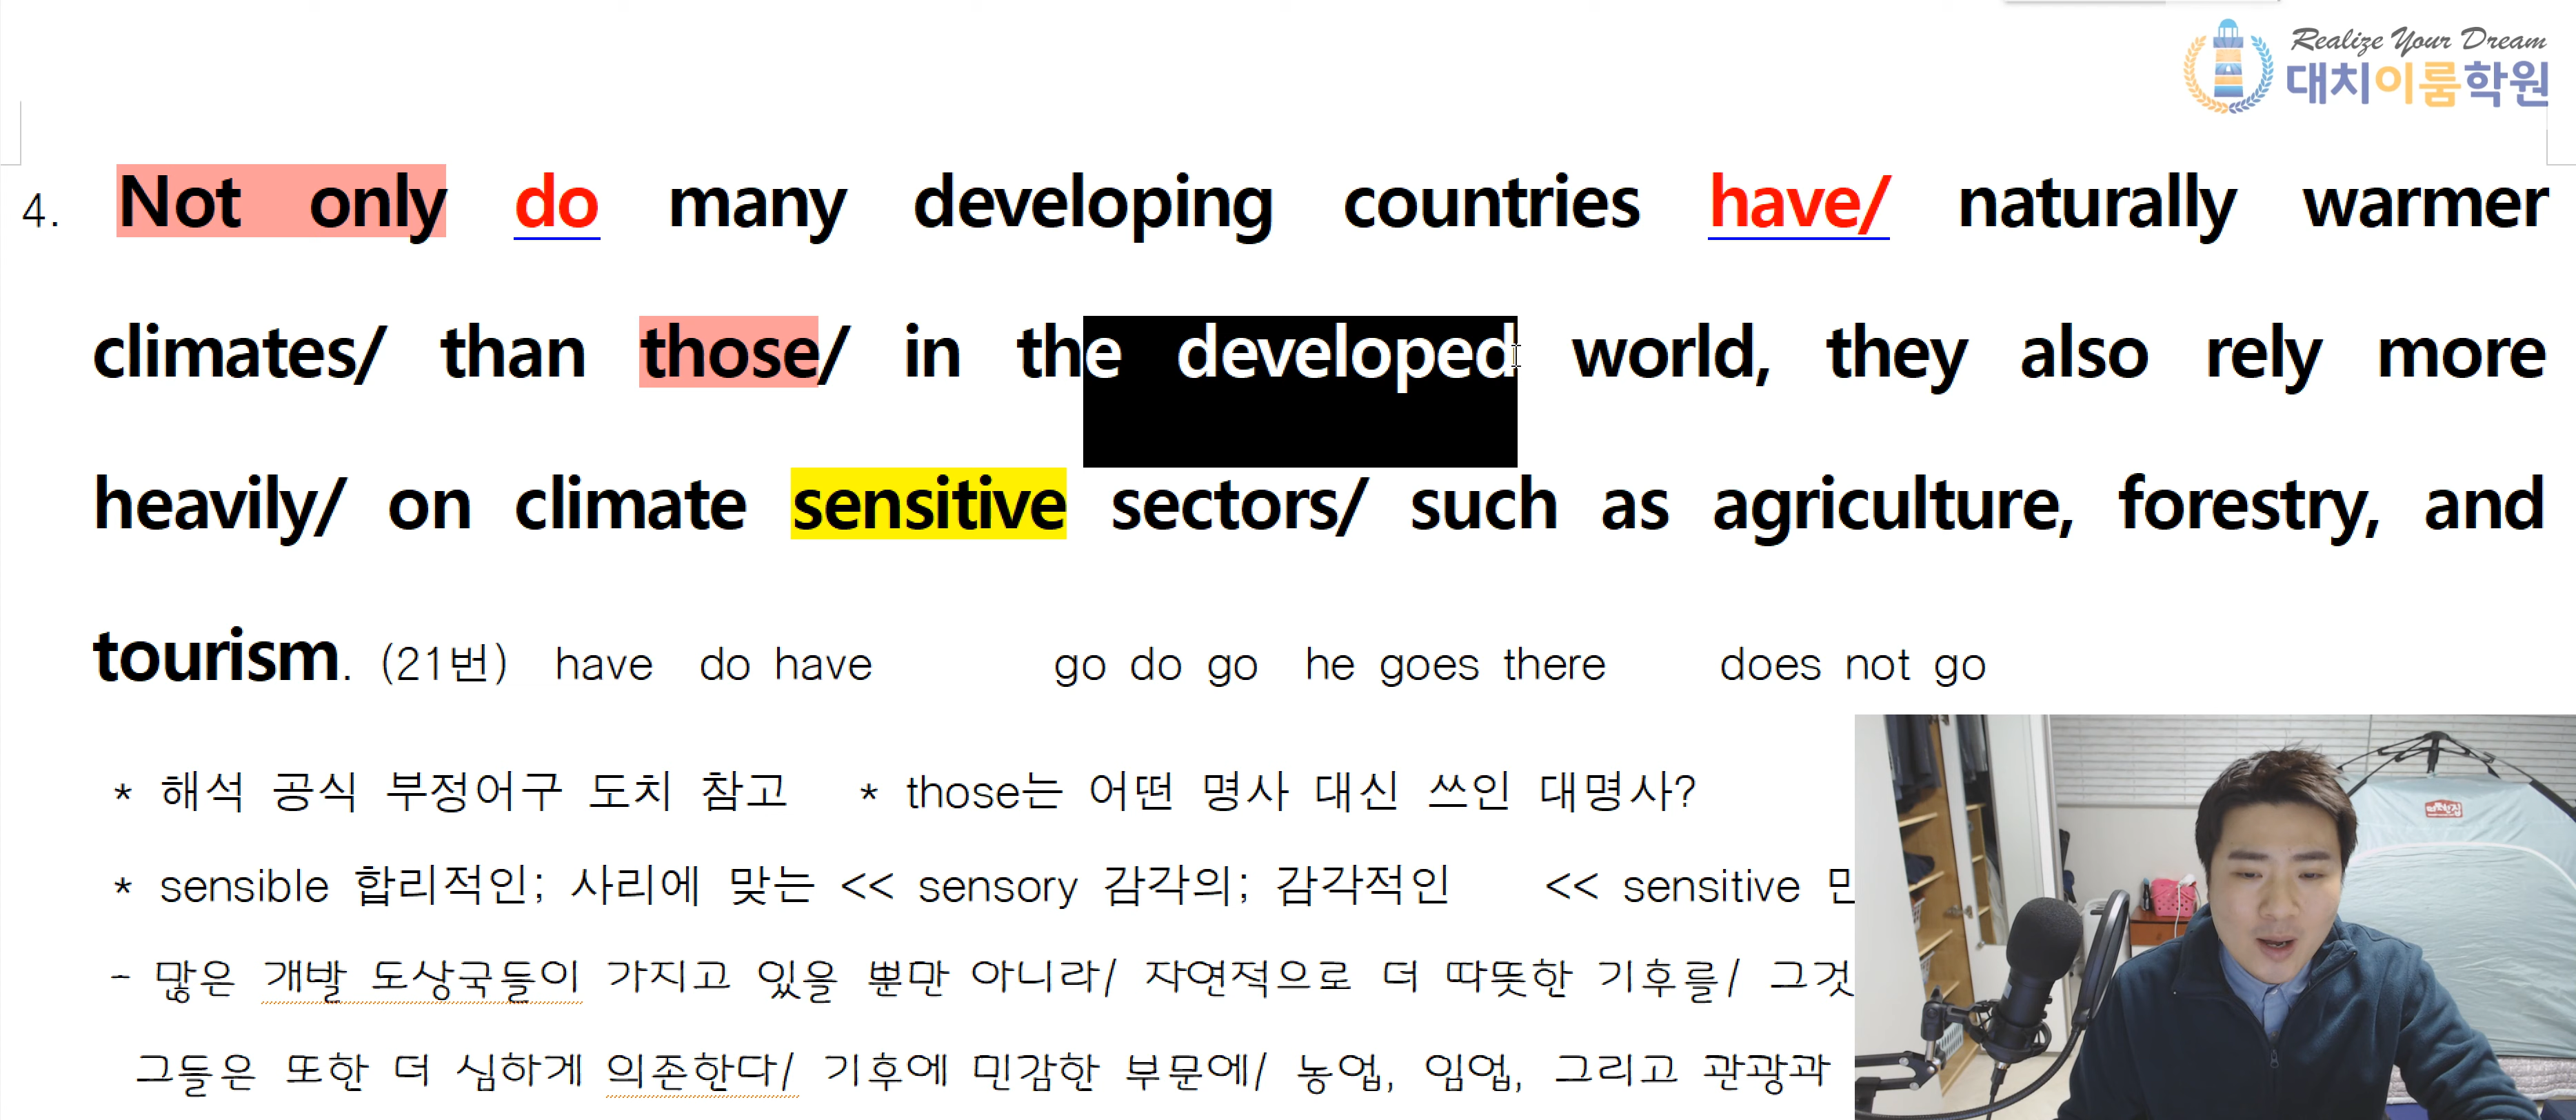 Realize Your Dream
대치이룸학원
4. Not only do many developing countries have/ naturally warmer
climates/ than those/ in the developed world, they also rely more
heavily/ on climate sensitive sectors/ such as agriculture, forestry, and
tourism. (21번) have do have go do go he goes there does not go
* 해석 공식 부정어구 도치 참고 * those는 어떤 명사 대신 쓰인 대명사?
* sensible 합리적인; 사리에 맞는 << sensory 감각의; 감각적인 << sensitive
- 많은 개발 도상국들이 가지고 있을 뿐만 아니라/ 자연적으로 더 따뜻한 기후를/ 그것
그들은 또한 더 심하게 의존한다/ 기후에 민감한 부문에/ 농업, 임업, 그리고 관광과